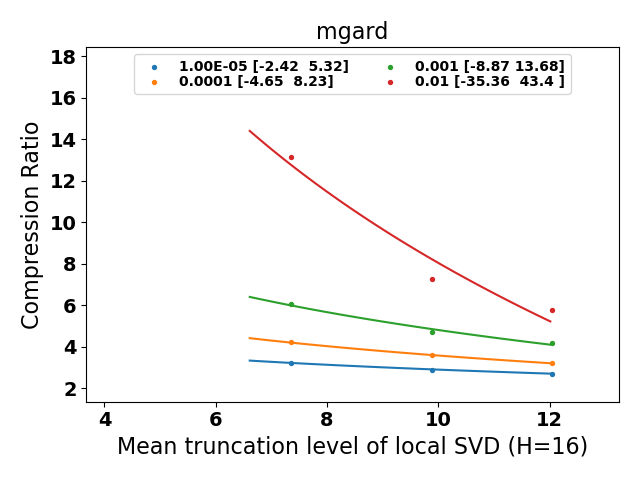 mgard
1.00E-05 [-2.42  5.32]
0.0001 [-4.65  8.23]
0.001 [-8.87 13.68]
0.01 [-35.36  43.4 ]
Compression Ratio
18
16
14
12
10
8
6
4
2
4 6 8 10 12
Mean truncation level of local SVD (H=16)